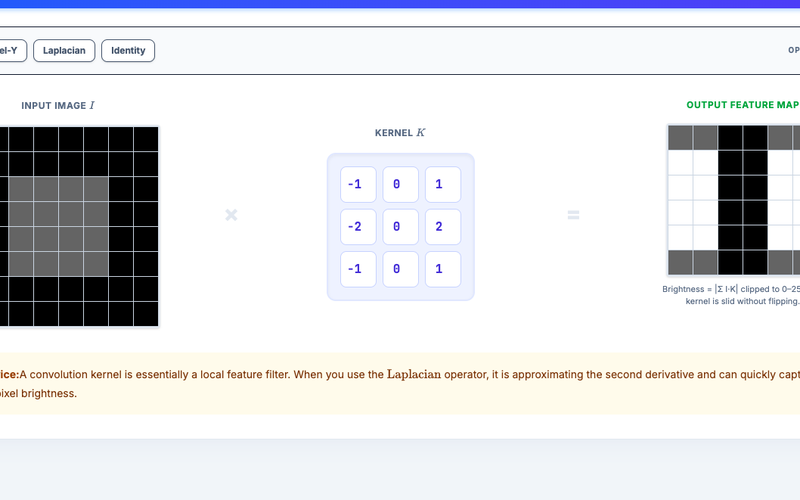 el-Y Laplacian Identity OP
INPUT IMAGE I
KERNEL K
OUTPUT FEATURE MAP
-1 0 1
× =
-2 0 2
-1 0 1
Brightness = |Σ I·K| clipped to 0–25
kernel is slid without flipping.
ice:A convolution kernel is essentially a local feature filter. When you use the Laplacian operator, it is approximating the second derivative and can quickly capt
ixel brightness.